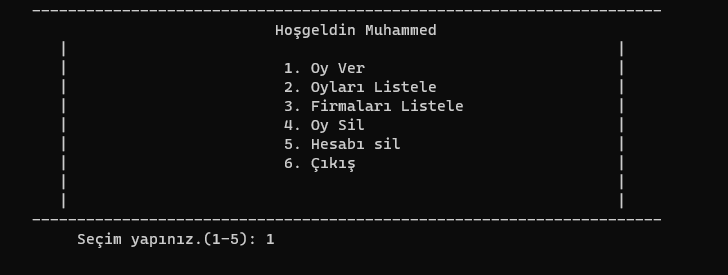 Hoşgeldin Muhammed
1. Oy Ver
2. Oyları Listele
3. Firmaları Listele
4. Oy Sil
5. Hesabı sil
6. Çıkış
Seçim yapınız.(1-5): 1